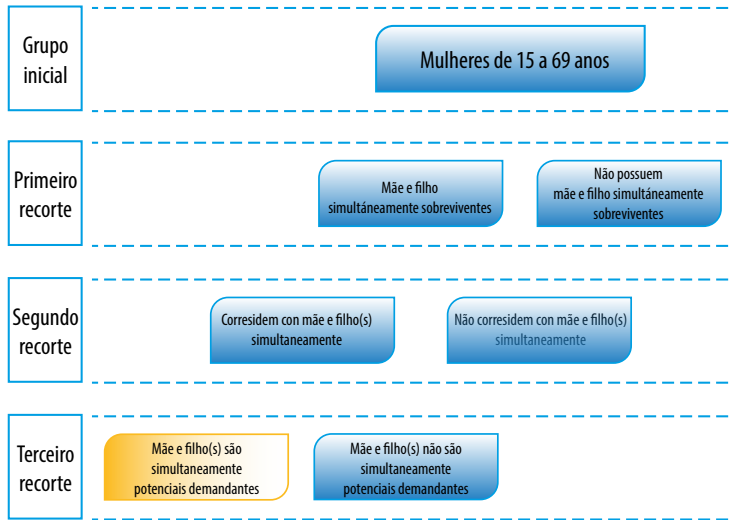 Grupo
inicial
Mulheres de 15 a 69 anos
Primeiro
recorte
Mãe e filho
simultáneamente sobreviventes
Não possuem
mãe e filho simultáneamente
sobreviventes
Segundo
recorte
Corresidem con mãe e filho(s)
simultaneamente
Não corresidem con mãe e filho(s)
simultaneamente
Terceiro
recorte
Mãe e filho(s) são
simultaneamente
potenciais demandantes
Mãe e filho(s) não são
simultaneamente
potenciais demandantes